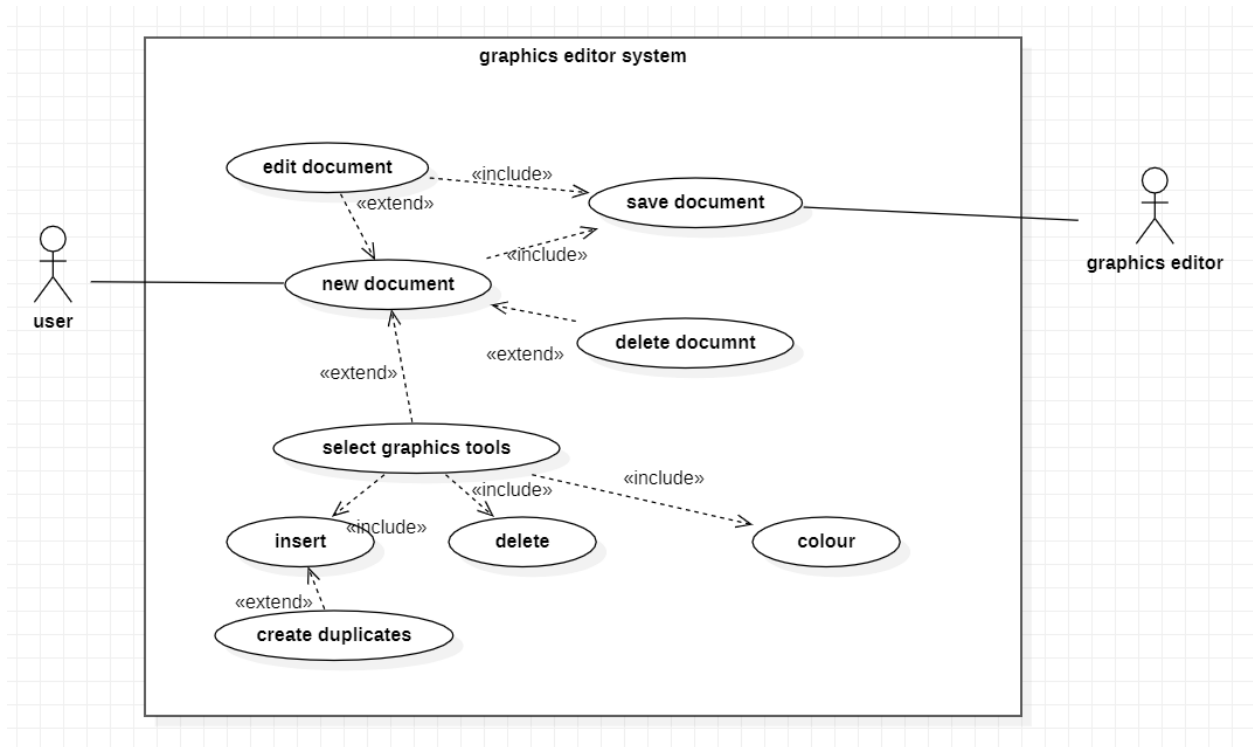 graphics editor system
edit document
«include»
save document
«extend»
«include»
new document
graphics editor
user
delete documnt
«extend»
«extend»
select graphics tools
«include»
«include»
«include»
insert
delete
colour
«extend»
create duplicates